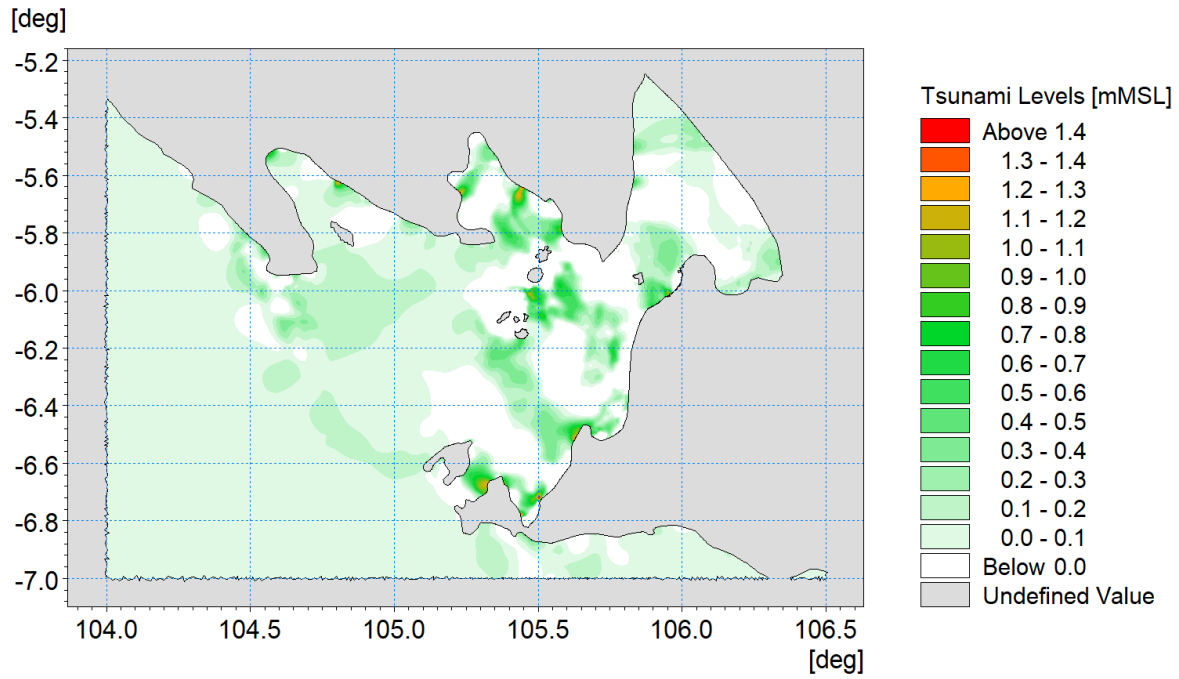 [deg]
-5.2
-5.4
-5.6
-5.8
-6.0
-6.2
-6.4
-6.6
-6.8
-7.0
104.0 104.5 105.0 105.5 106.0 106.5
[deg]
Tsunami Levels [mMSL]
Above 1.4
1.3 - 1.4
1.2 - 1.3
1.1 - 1.2
1.0 - 1.1
0.9 - 1.0
0.8 - 0.9
0.7 - 0.8
0.6 - 0.7
0.5 - 0.6
0.4 - 0.5
0.3 - 0.4
0.2 - 0.3
0.1 - 0.2
0.0 - 0.1
Below 0.0
Undefined Value